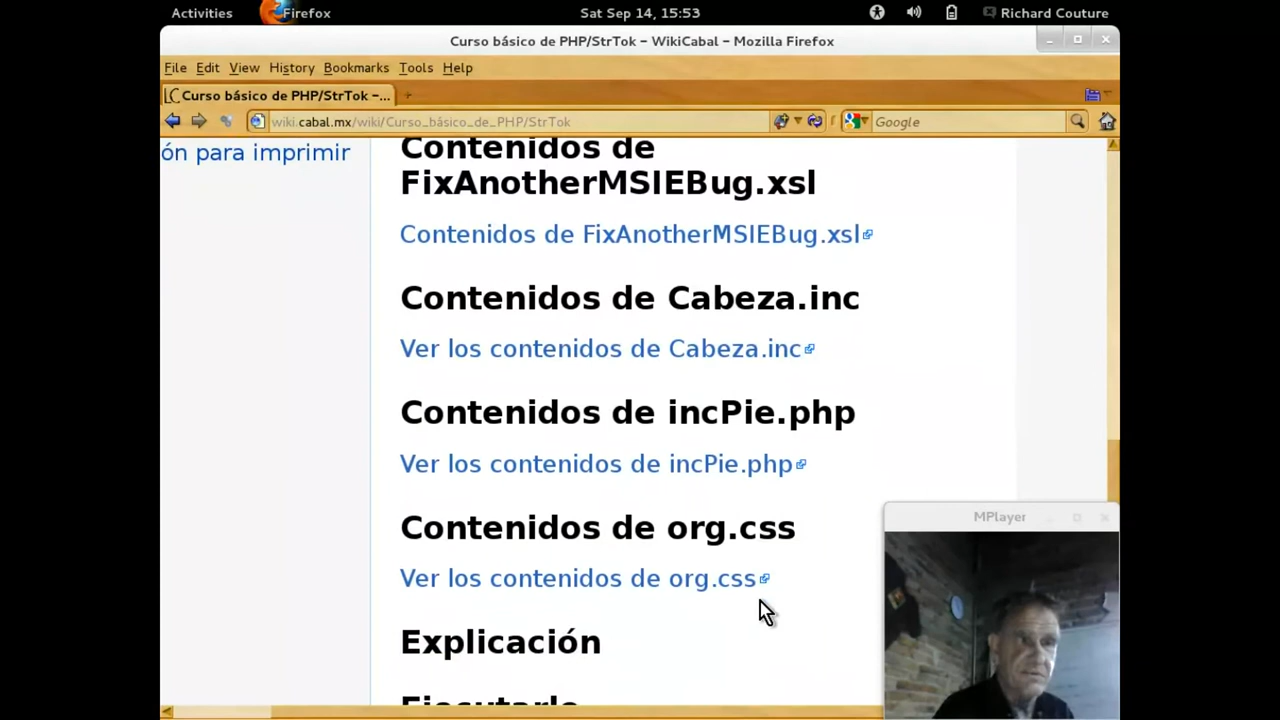 Activities Firefox Sat Sep 14, 15:53 Richard Couture
Curso básico de PHP/StrTok – WikiCabal – Mozilla Firefox
File Edit View History Bookmarks Tools Help
Curso básico de PHP/StrTok –...
wiki.cabal.mx/wiki/Curso_básico_de_PHP/StrTok Google
ón para imprimir
Contenidos de
FixAnotherMSIEBug.xsl
Contenidos de FixAnotherMSIEBug.xsl
Contenidos de Cabeza.inc
Ver los contenidos de Cabeza.inc
Contenidos de incPie.php
Ver los contenidos de incPie.php
Contenidos de org.css
MPlayer
Ver los contenidos de org.css
Explicación
Ejecutarlo